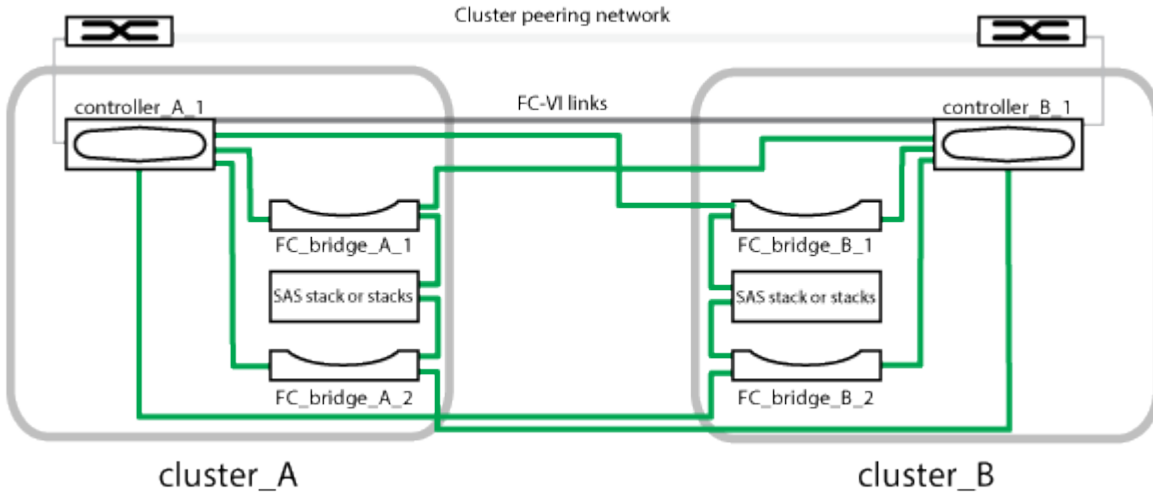 Cluster peering network
controller_A_1
FC-VI links
controller_B_1
FC_bridge_A_1
FC_bridge_B_1
SAS stack or stacks
SAS stack or stacks
FC_bridge_A_2
FC_bridge_B_2
cluster_A
cluster_B